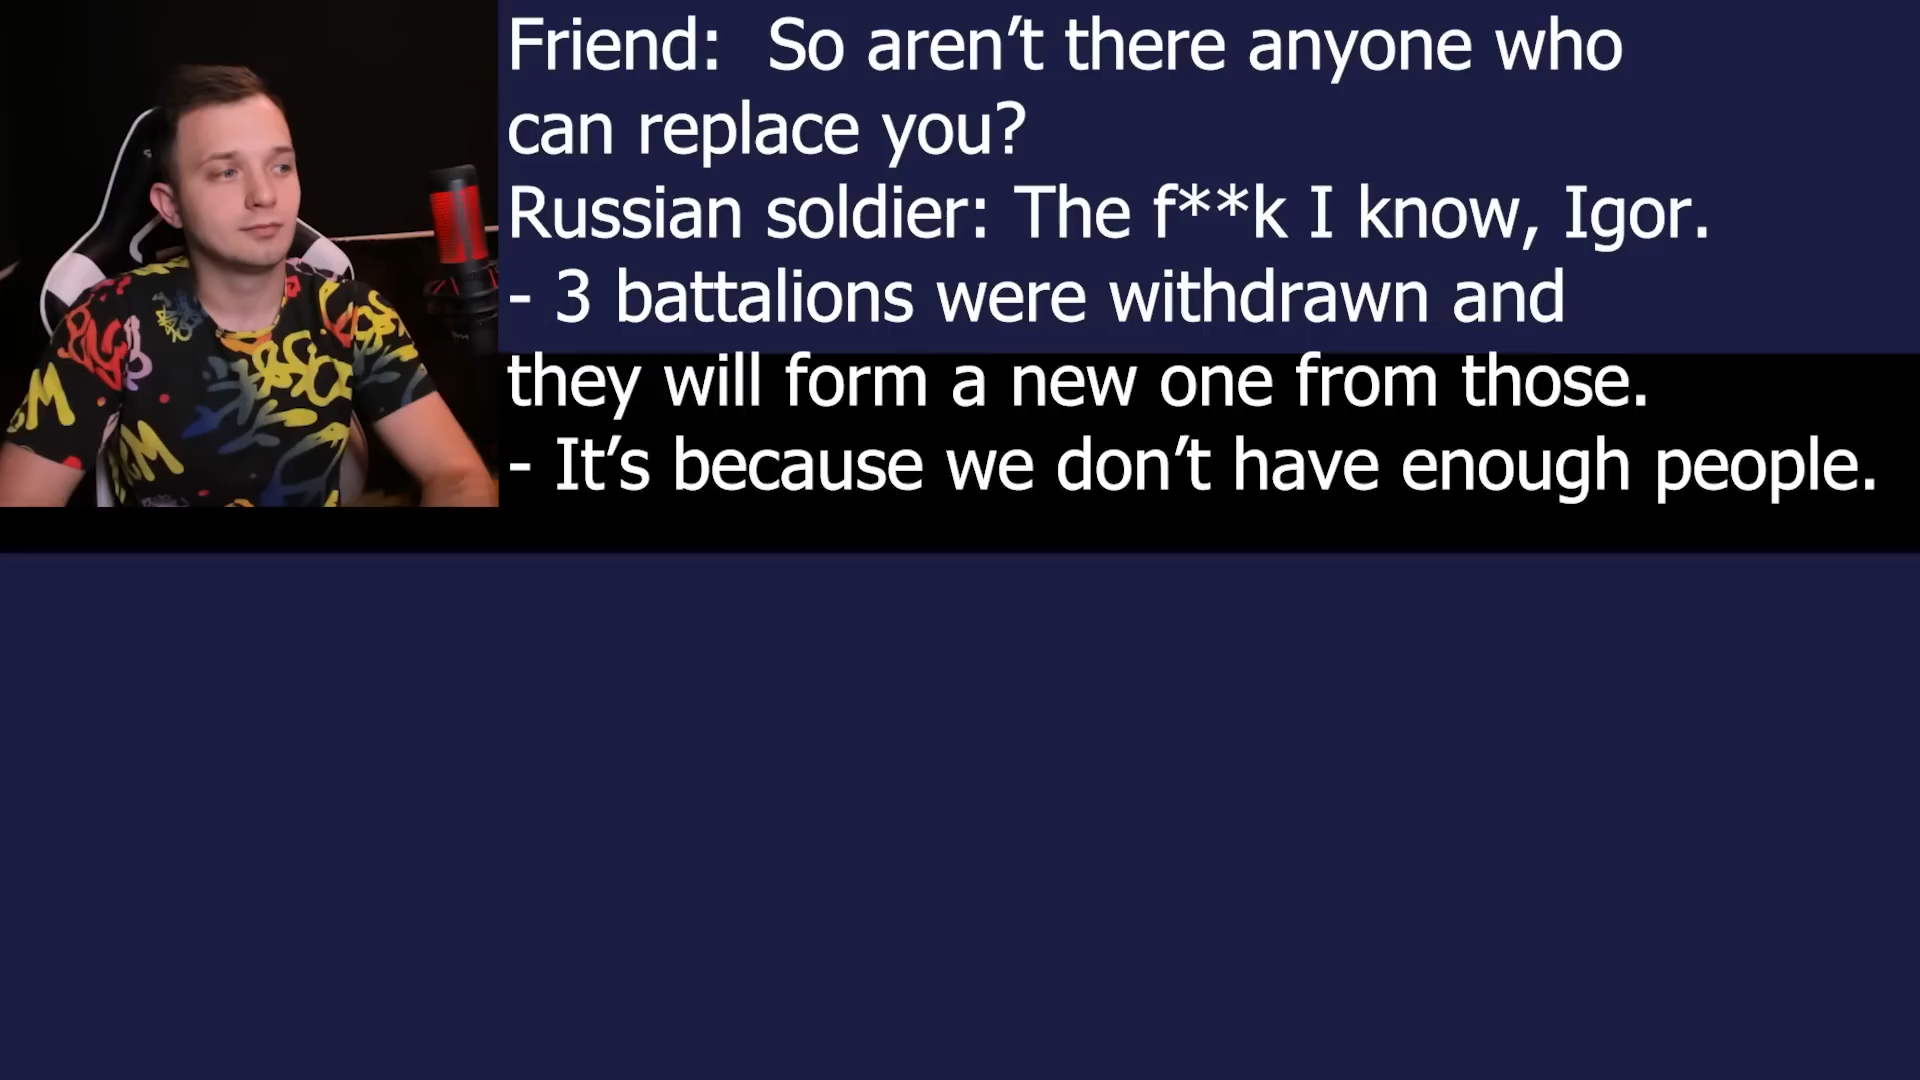 Friend:  So aren’t there anyone who
can replace you?
Russian soldier: The f**k I know, Igor.
- 3 battalions were withdrawn and
they will form a new one from those.
- It’s because we don’t have enough people.